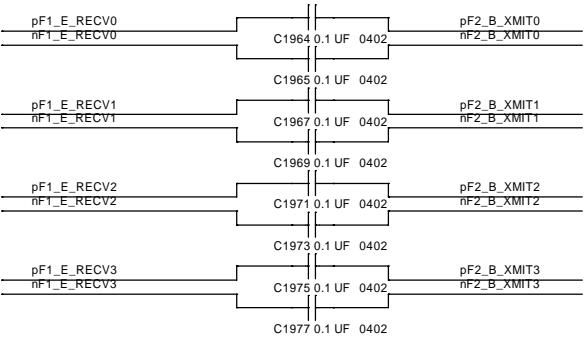 pF1_E_RECV0 pF2_B_XMIT0
nF1_E_RECV0 C1964 0.1 UF 0402 nF2_B_XMIT0
C1965 0.1 UF 0402
pF1_E_RECV1 pF2_B_XMIT1
nF1_E_RECV1 C1967 0.1 UF 0402 nF2_B_XMIT1
C1969 0.1 UF 0402
pF1_E_RECV2 pF2_B_XMIT2
nF1_E_RECV2 C1971 0.1 UF 0402 nF2_B_XMIT2
C1973 0.1 UF 0402
pF1_E_RECV3 pF2_B_XMIT3
nF1_E_RECV3 C1975 0.1 UF 0402 nF2_B_XMIT3
C1977 0.1 UF 0402